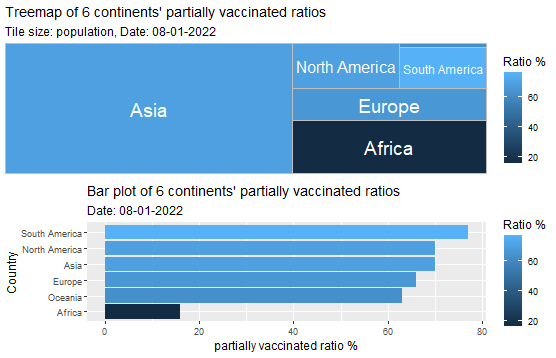 Treemap of 6 continents' partially vaccinated ratios
Tile size: population, Date: 08-01-2022
Asia
North America
South America
Europe
Africa
Ratio %
60
40
20
Bar plot of 6 continents' partially vaccinated ratios
Date: 08-01-2022
Country
South America
North America
Asia
Europe
Oceania
Africa
0 20 40 60 80
partially vaccinated ratio %
Ratio %
60
40
20